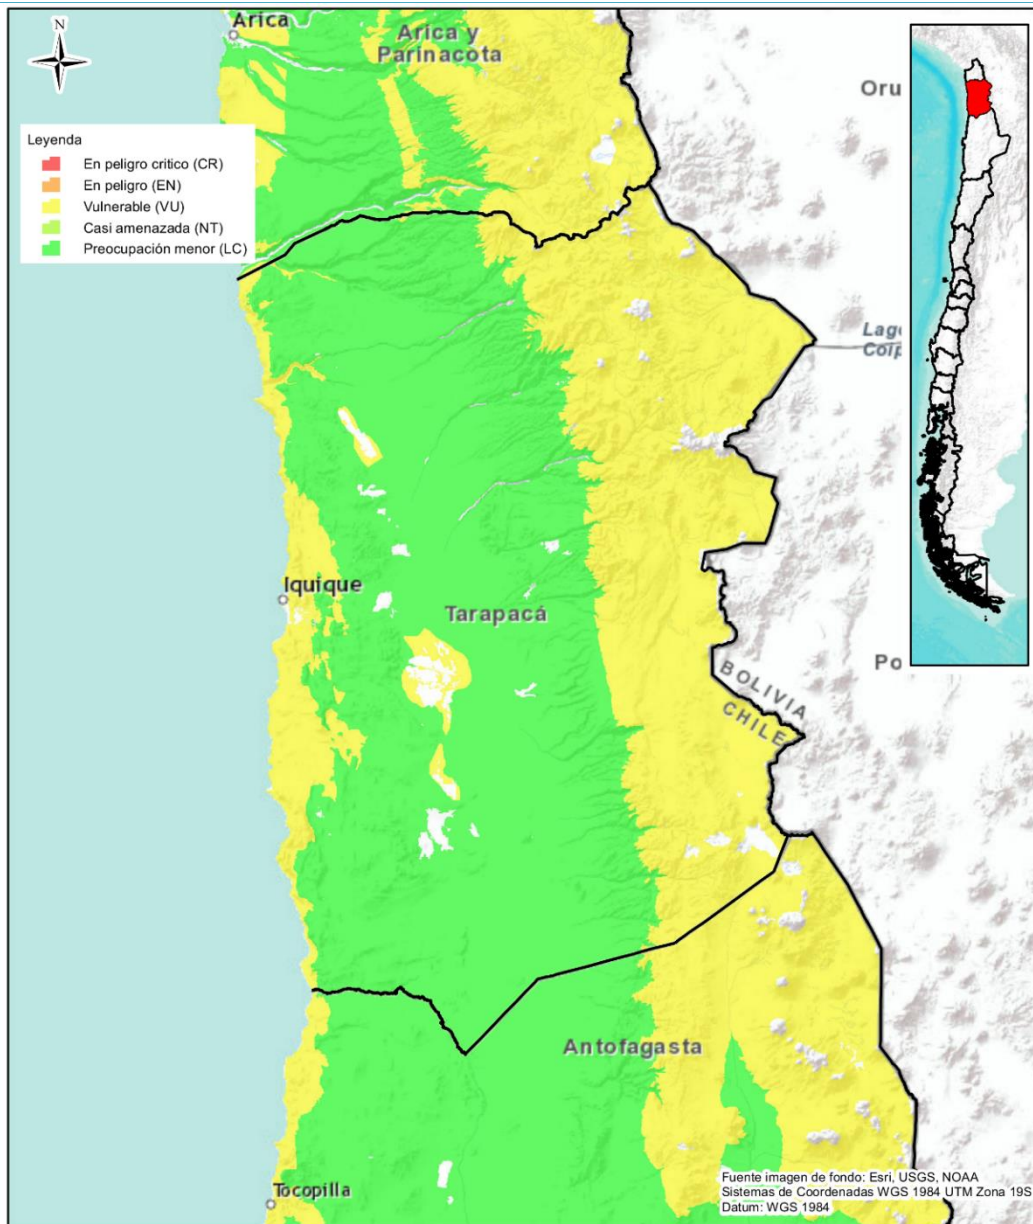 N
Arica
Arica y
Parinacota
Oru
Leyenda
En peligro critico (CR)
En peligro (EN)
Vulnerable (VU)
Casi amenazada (NT)
Preocupación menor (LC)
Lago
Coip
Iquique
Tarapacá
Po
BOLIVIA
CHILE
Antofagasta
Tocopilla
Fuente imagen de fondo: Esri, USGS, NOAA
Sistemas de Coordenadas WGS 1984 UTM Zona 19S
Datum: WGS 1984